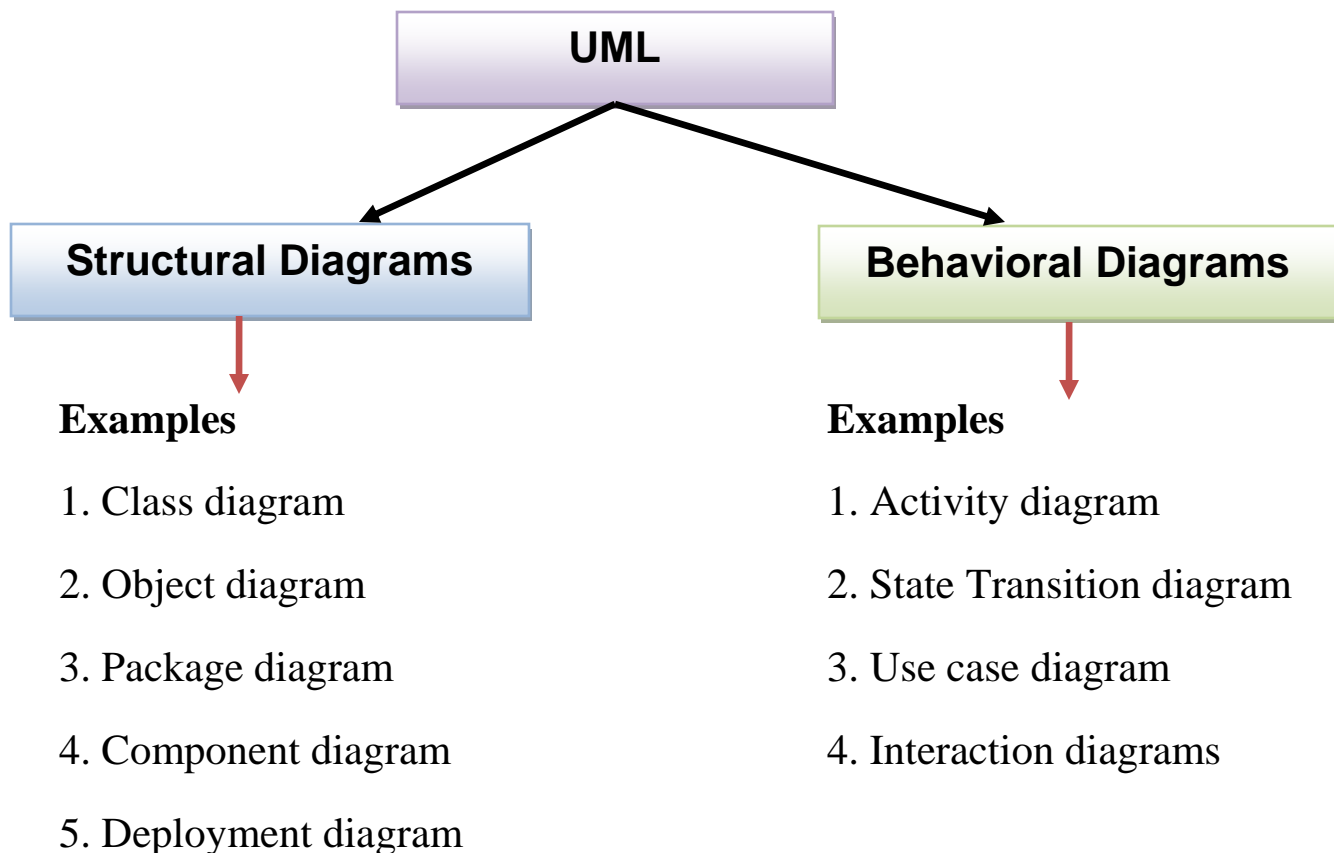 UML
Structural Diagrams
Behavioral Diagrams
Examples
1. Class diagram
2. Object diagram
3. Package diagram
4. Component diagram
5. Deployment diagram
Examples
1. Activity diagram
2. State Transition diagram
3. Use case diagram
4. Interaction diagrams